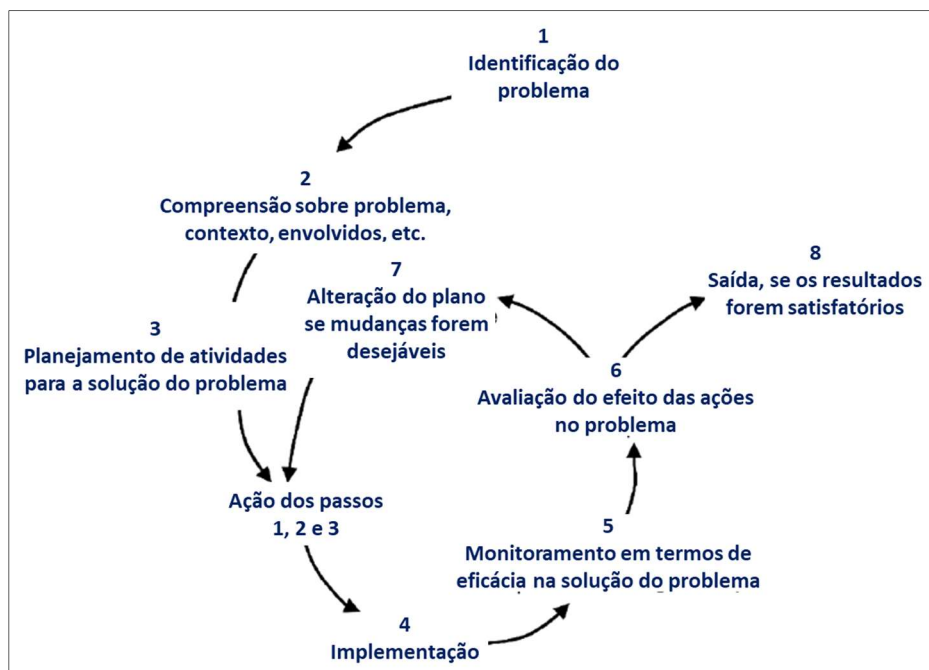 1
Identificação do
problema
2
Compreensão sobre problema,
contexto, envolvidos, etc.
3
Planejamento de atividades
para a solução do problema
Ação dos passos
1, 2 e 3
4
Implementação
5
Monitoramento em termos de
eficácia na solução do problema
6
Avaliação do efeito das ações
no problema
7
Alteração do plano
se mudanças forem
desejáveis
8
Saída, se os resultados
forem satisfatórios